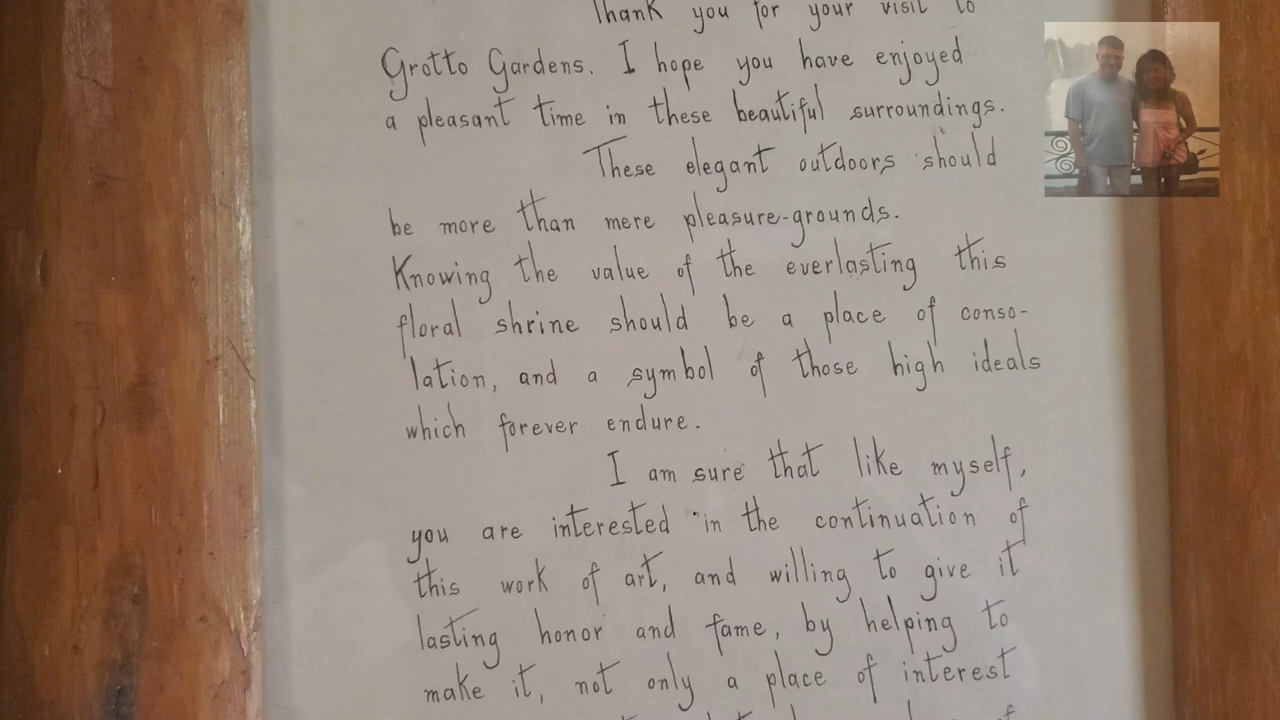 Thank you for your visit to
Grotto Gardens. I hope you have enjoyed
a pleasant time in these beautiful surroundings.
These elegant outdoors should
be more than mere pleasure-grounds.
Knowing the value of the everlasting this
floral shrine should be a place of conso-
lation, and a symbol of those high ideals
which forever endure.
I am sure that like myself,
you are interested in the continuation of
this work of art, and willing to give it
lasting honor and fame, by helping to
make it, not only a place of interest